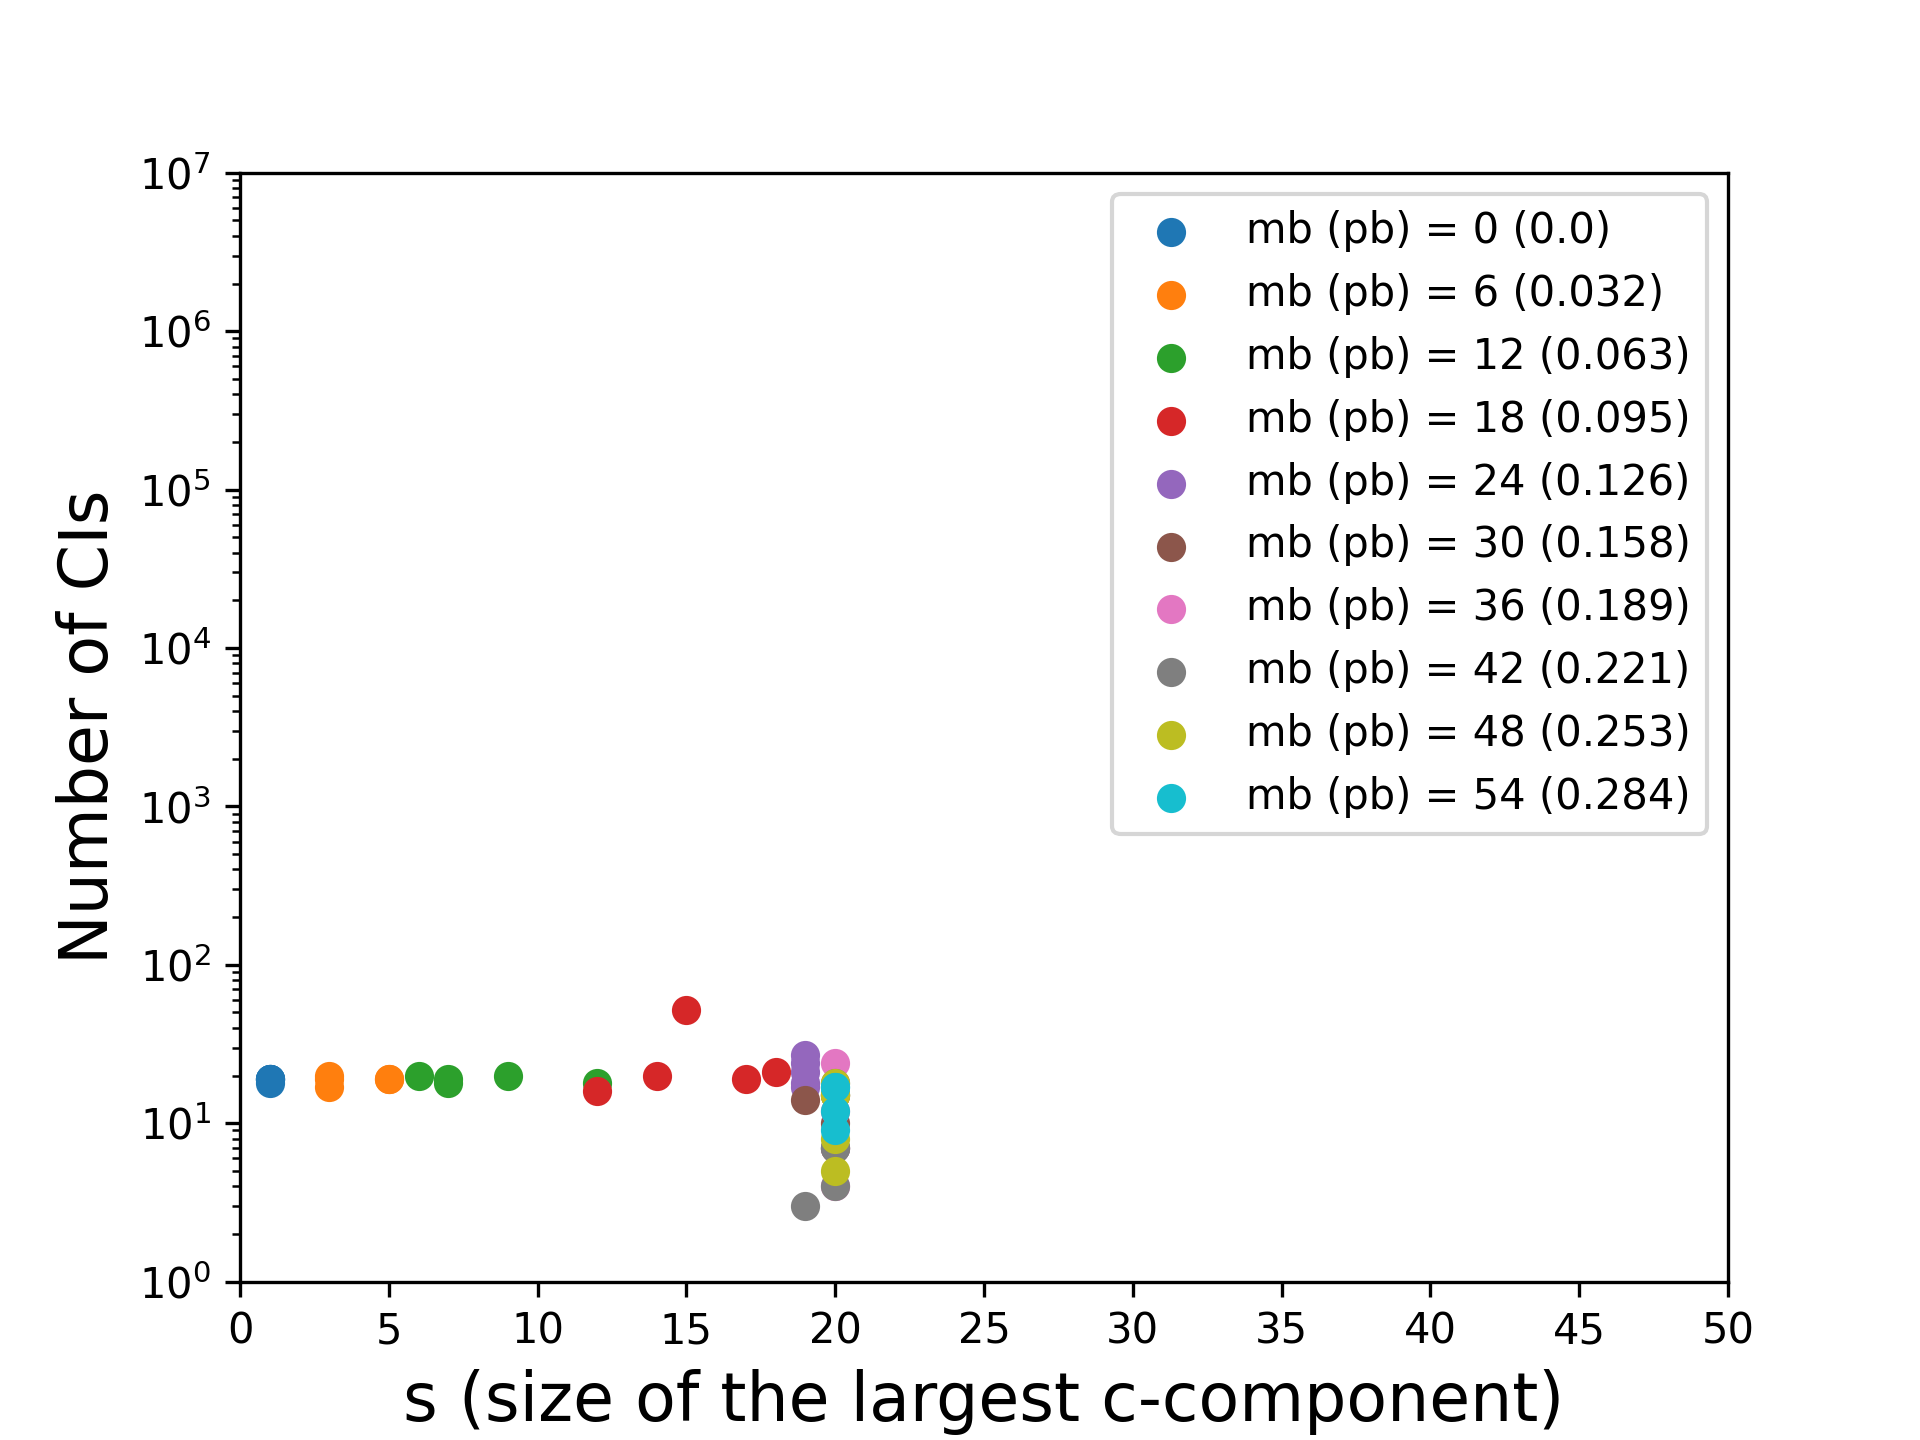 10^7
10^6
10^5
10^4
10^3
10^2
10^1
10^0
Number of CIs
mb (pb) = 0 (0.0)
mb (pb) = 6 (0.032)
mb (pb) = 12 (0.063)
mb (pb) = 18 (0.095)
mb (pb) = 24 (0.126)
mb (pb) = 30 (0.158)
mb (pb) = 36 (0.189)
mb (pb) = 42 (0.221)
mb (pb) = 48 (0.253)
mb (pb) = 54 (0.284)
0 5 10 15 20 25 30 35 40 45 50
s (size of the largest c-component)